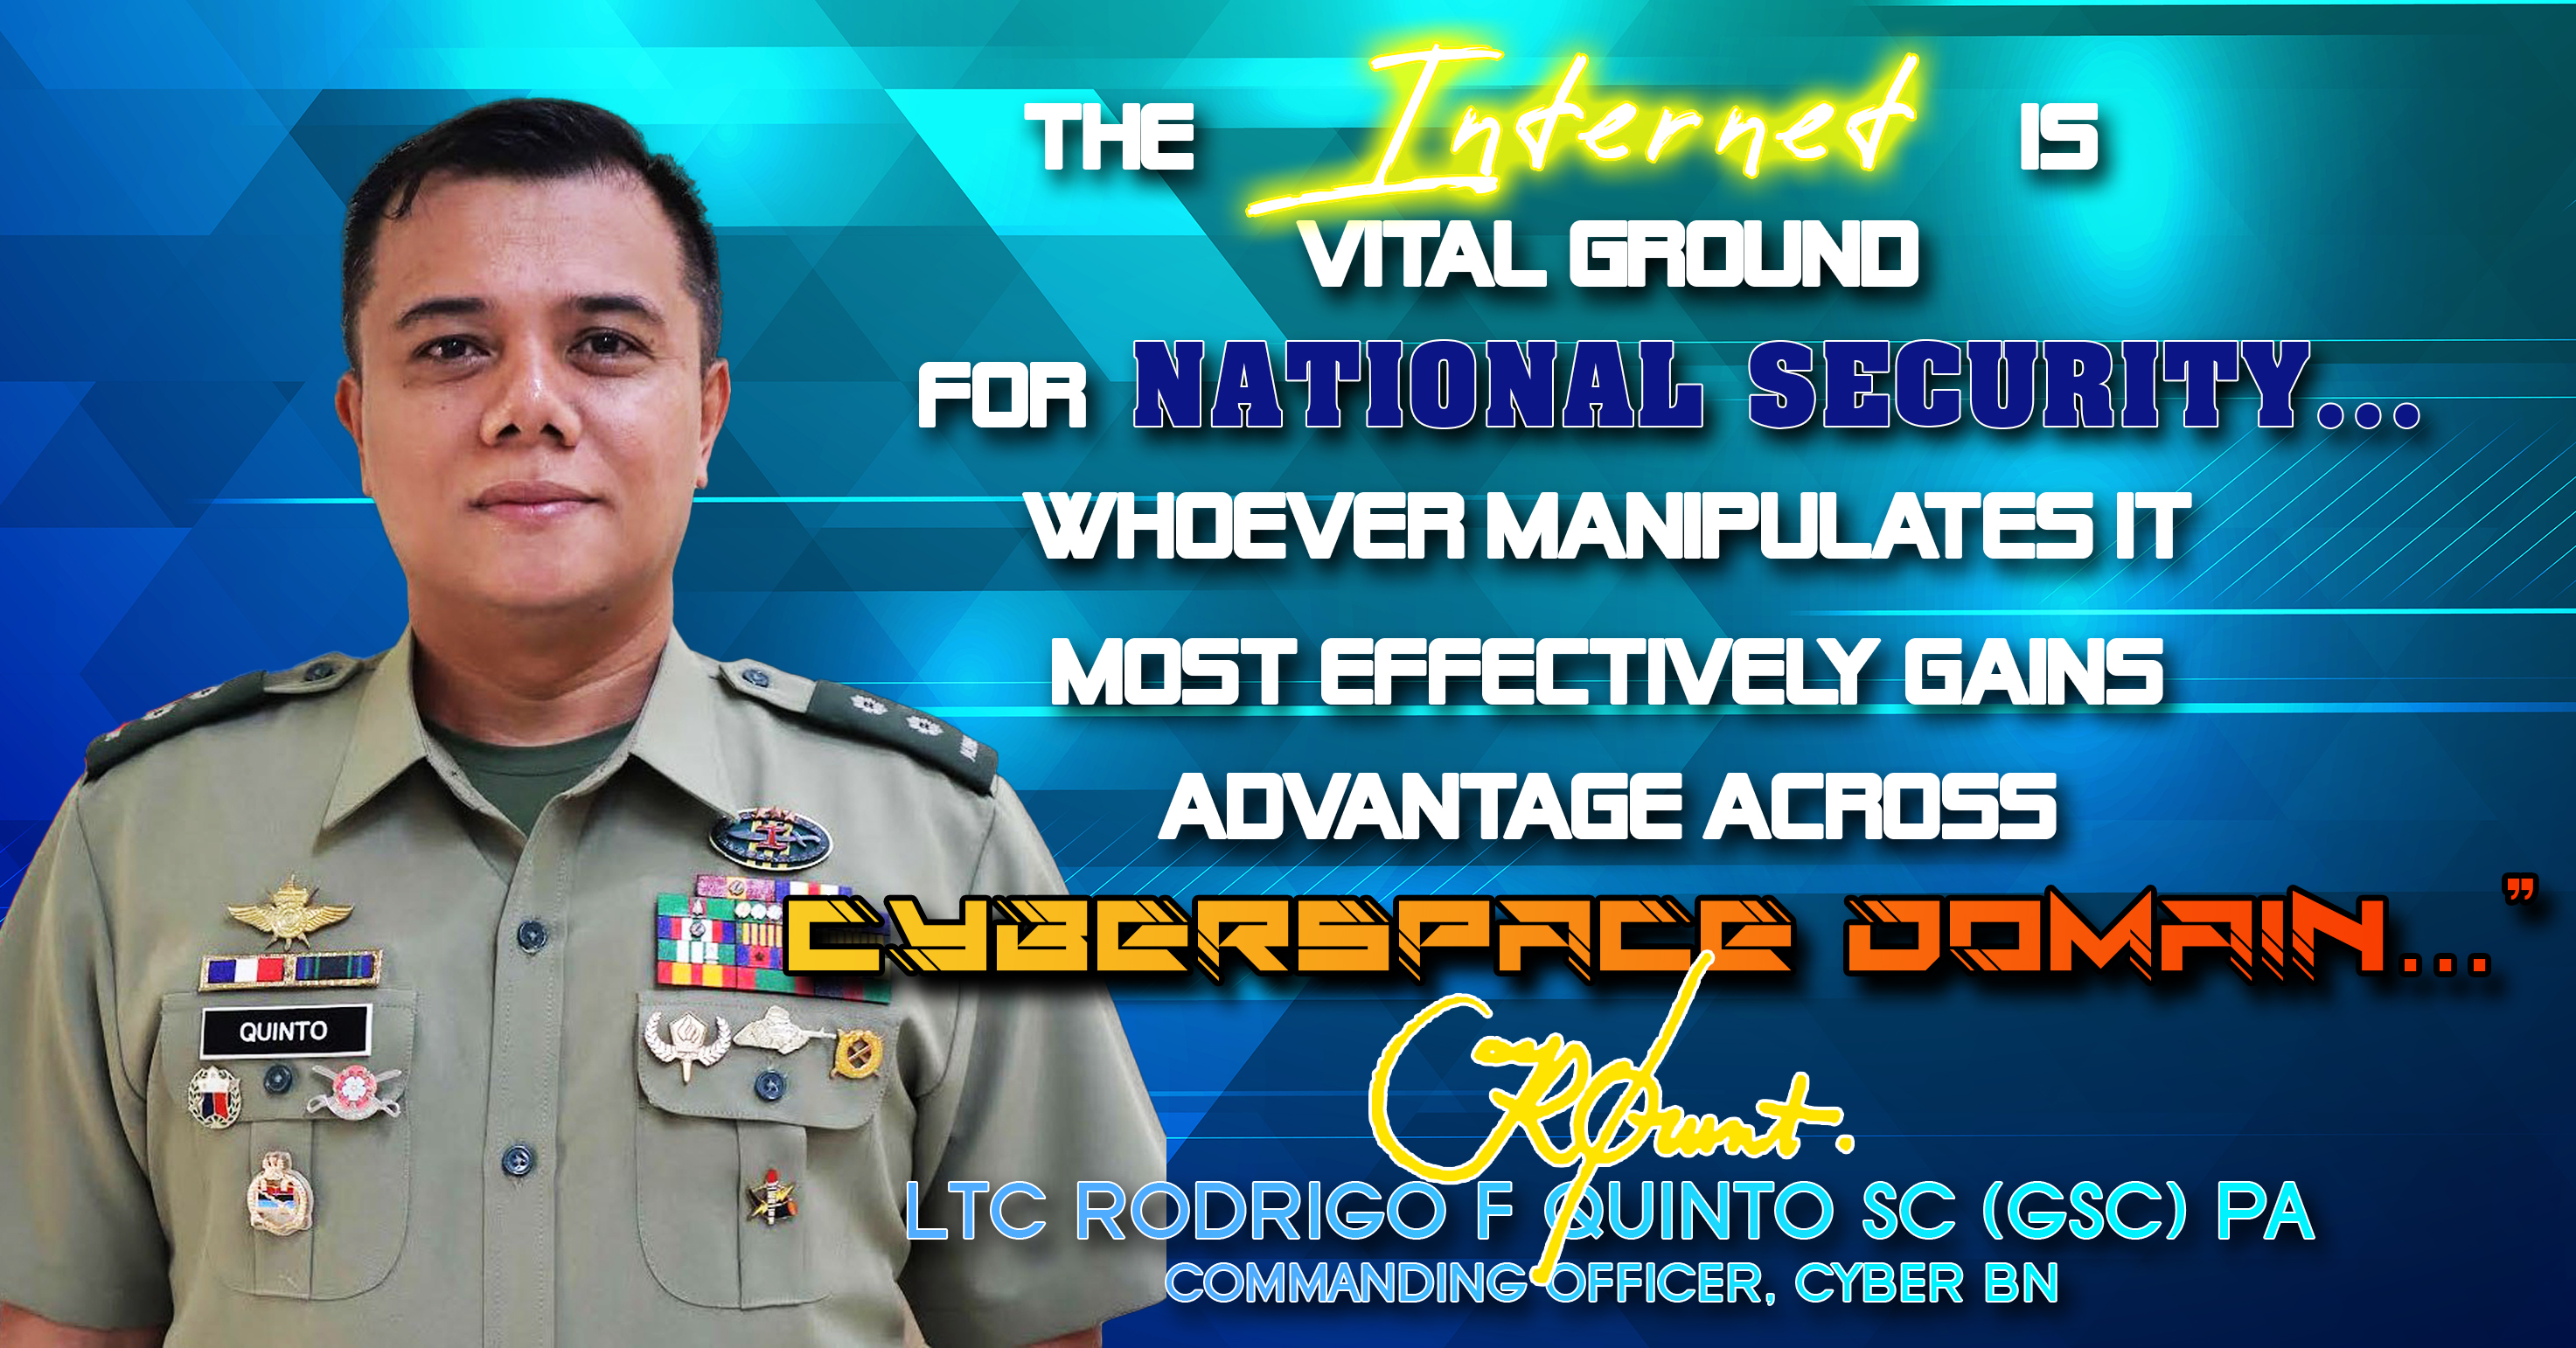 THE Internet IS
VITAL GROUND
FOR NATIONAL SECURITY...
WHOEVER MANIPULATES IT
MOST EFFECTIVELY GAINS
ADVANTAGE ACROSS
CYBERSPACE DOMAIN..."
QUINTO
LTC RODRIGO F QUINTO SC (GSC) PA
COMMANDING OFFICER, CYBER BN